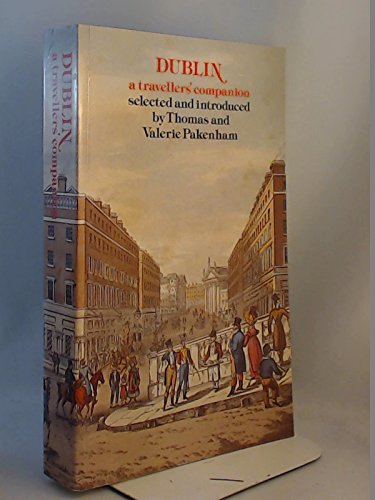 DUBLIN
a travellers' companion
selected and introduced
by Thomas and
Valerie Pakenham
DUBLIN
a travellers' companion